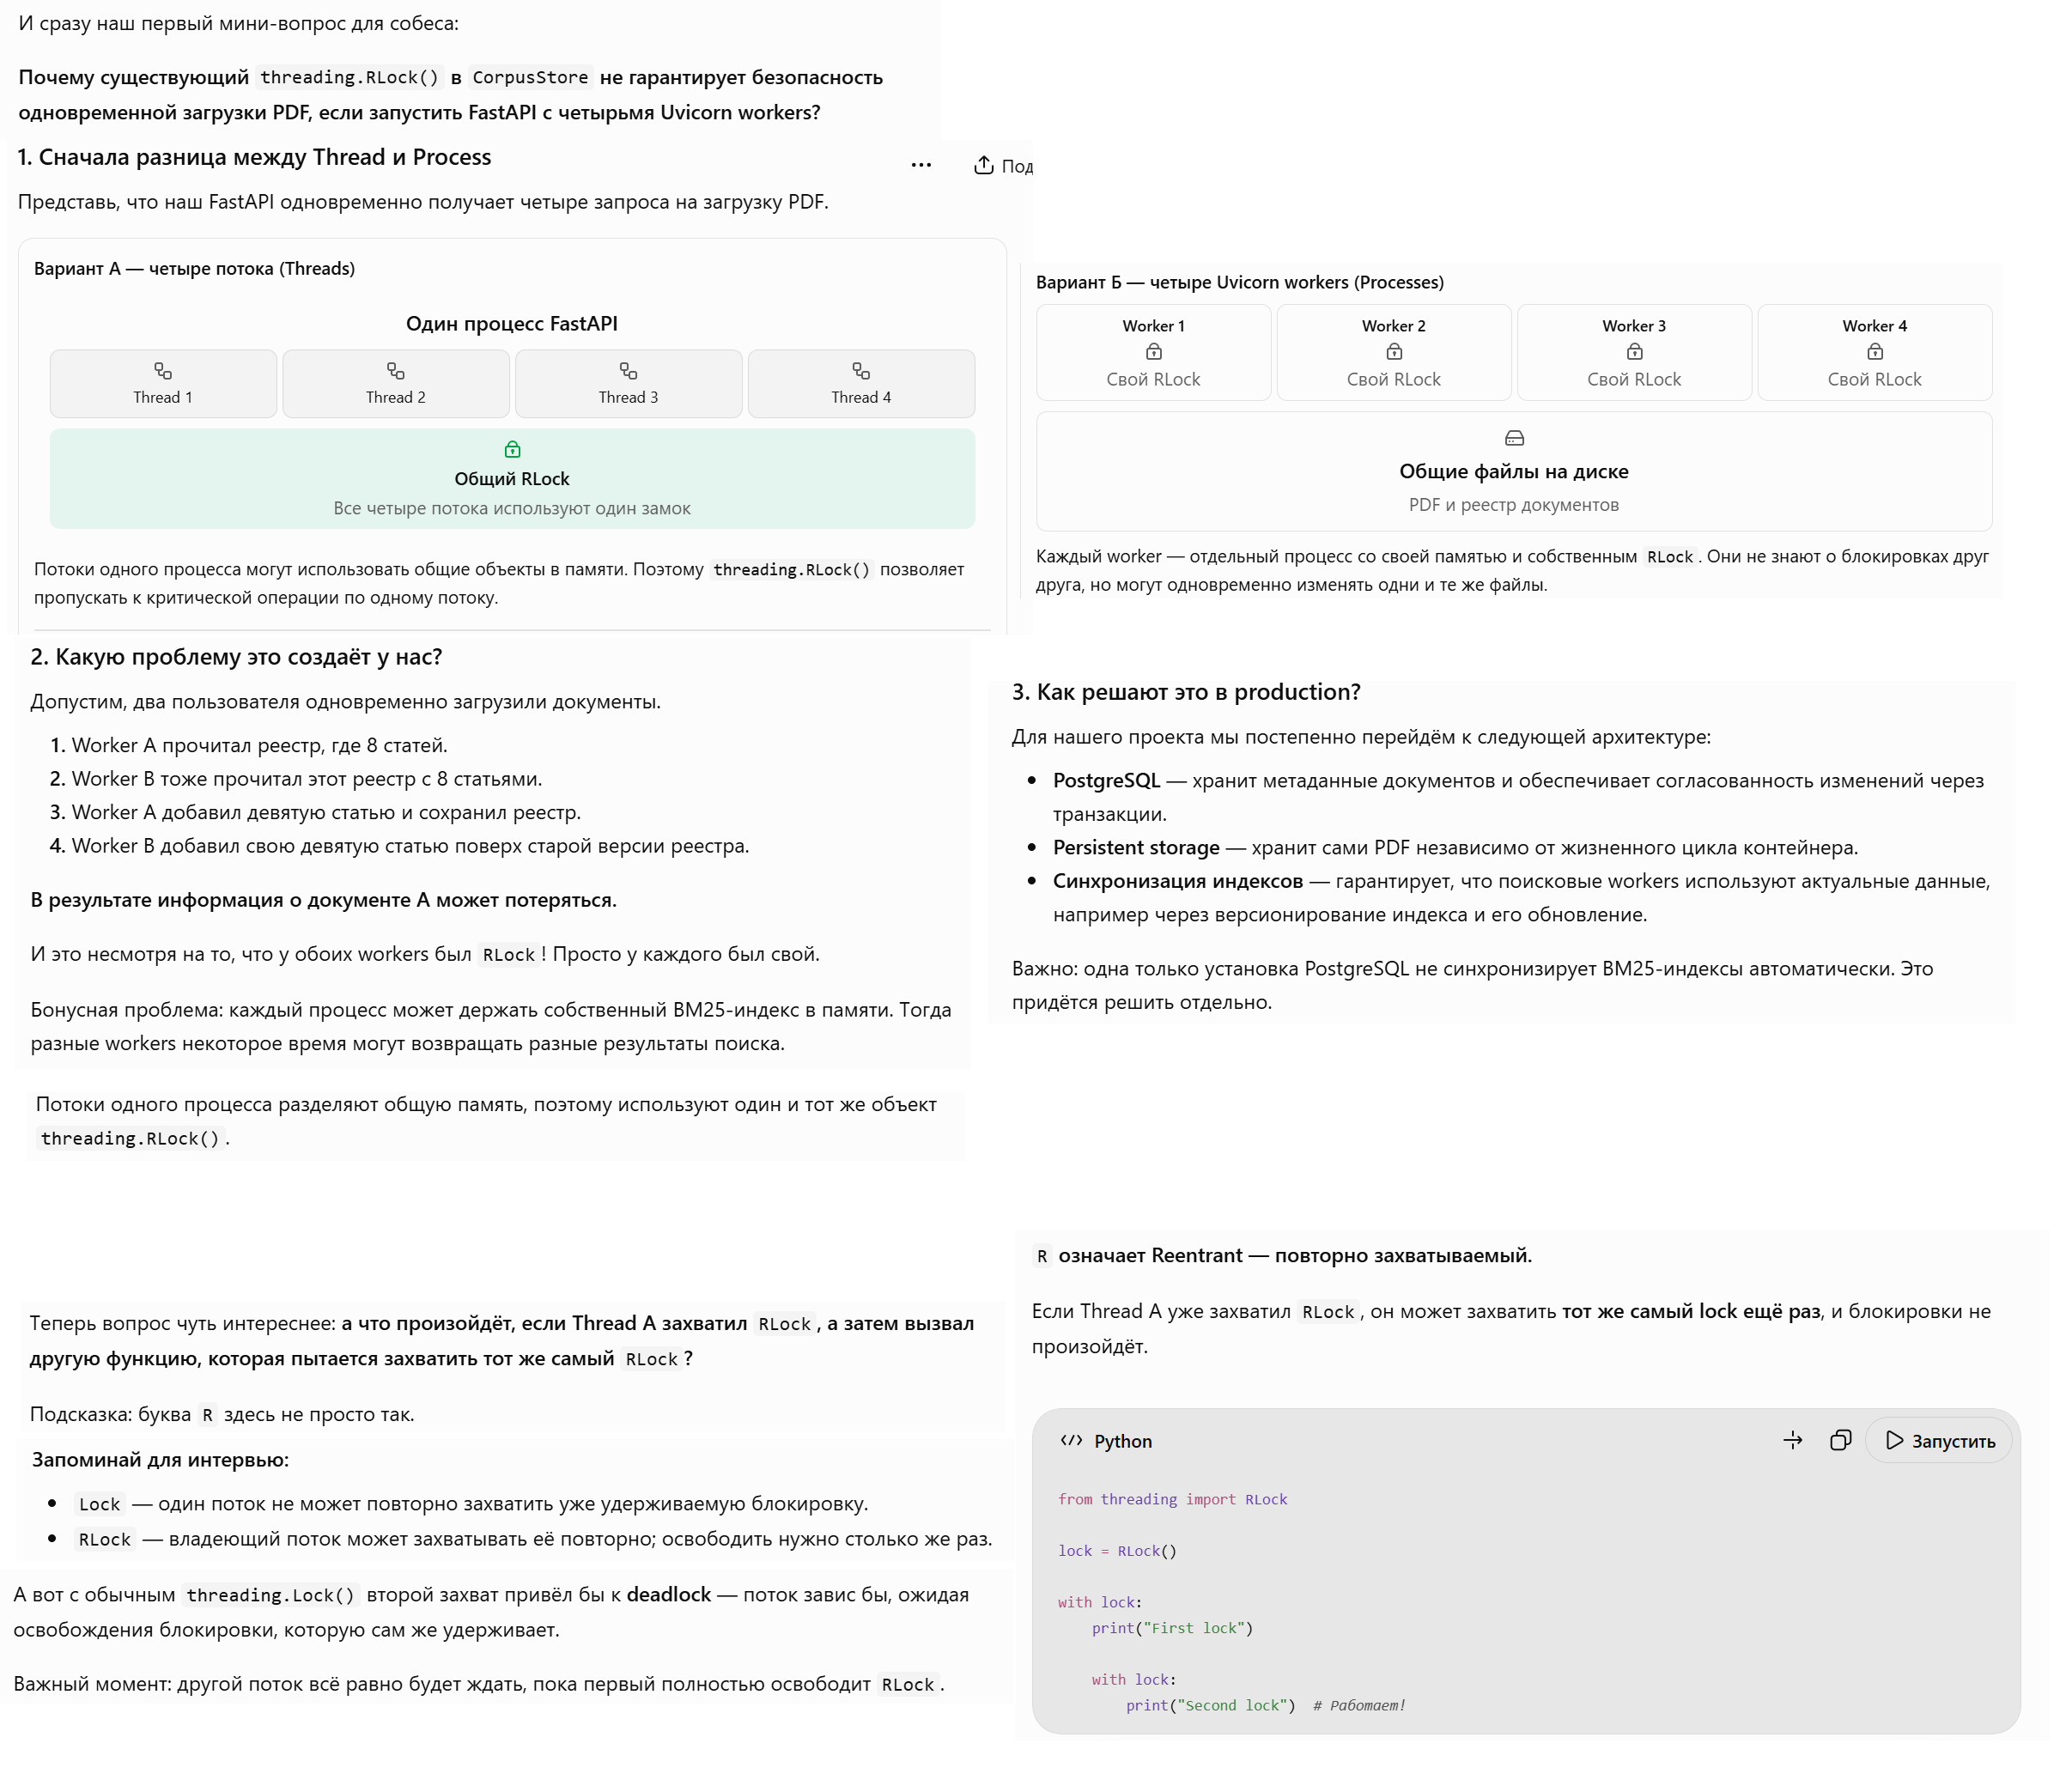 И сразу наш первый мини-вопрос для собеса:
Почему существующий threading.RLock() в CorpusStore не гарантирует безопасность
одновременной загрузки PDF, если запустить FastAPI с четырьмя Uvicorn workers?
1. Сначала разница между Thread и Process
Под
Представь, что наш FastAPI одновременно получает четыре запроса на загрузку PDF.
Вариант А — четыре потока (Threads)
Один процесс FastAPI
Thread 1
Thread 2
Thread 3
Thread 4
Общий RLock
Все четыре потока используют один замок
Потоки одного процесса могут использовать общие объекты в памяти. Поэтому threading.RLock() позволяет
пропускать к критической операции по одному потоку.
Вариант Б — четыре Uvicorn workers (Processes)
Worker 1
Свой RLock
Worker 2
Свой RLock
Worker 3
Свой RLock
Worker 4
Свой RLock
Общие файлы на диске
PDF и реестр документов
Каждый worker — отдельный процесс со своей памятью и собственным RLock. Они не знают о блокировках друг
друга, но могут одновременно изменять одни и те же файлы.
2. Какую проблему это создаёт у нас?
Допустим, два пользователя одновременно загрузили документы.
1. Worker A прочитал реестр, где 8 статей.
2. Worker B тоже прочитал этот реестр с 8 статьями.
3. Worker A добавил девятую статью и сохранил реестр.
4. Worker B добавил свою девятую статью поверх старой версии реестра.
В результате информация о документе A может потеряться.
И это несмотря на то, что у обоих workers был RLock! Просто у каждого был свой.
Бонусная проблема: каждый процесс может держать собственный BM25-индекс в памяти. Тогда
разные workers некоторое время могут возвращать разные результаты поиска.
3. Как решают это в production?
Для нашего проекта мы постепенно перейдём к следующей архитектуре:
• PostgreSQL — хранит метаданные документов и обеспечивает согласованность изменений через
транзакции.
• Persistent storage — хранит сами PDF независимо от жизненного цикла контейнера.
• Синхронизация индексов — гарантирует, что поисковые workers используют актуальные данные,
например через версионирование индекса и его обновление.
Важно: одна только установка PostgreSQL не синхронизирует BM25-индексы автоматически. Это
придётся решить отдельно.
Потоки одного процесса разделяют общую память, поэтому используют один и тот же объект
threading.RLock().
Теперь вопрос чуть интереснее: а что произойдёт, если Thread A захватил RLock, а затем вызвал
другую функцию, которая пытается захватить тот же самый RLock?
Подсказка: буква R здесь не просто так.
Запоминай для интервью:
• Lock — один поток не может повторно захватить уже удерживаемую блокировку.
• RLock — владеющий поток может захватывать её повторно; освободить нужно столько же раз.
А вот с обычным threading.Lock() второй захват привёл бы к deadlock — поток завис бы, ожидая
освобождения блокировки, которую сам же удерживает.
Важный момент: другой поток всё равно будет ждать, пока первый полностью освободит RLock.
R означает Reentrant — повторно захватываемый.
Если Thread A уже захватил RLock, он может захватить тот же самый lock ещё раз, и блокировки не
произойдёт.
Python
Запустить
from threading import RLock
lock = RLock()
with lock:
    print("First lock")
    with lock:
        print("Second lock")  # Работает!